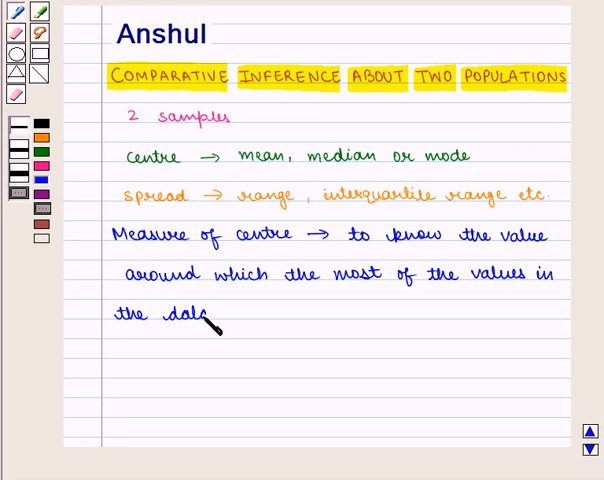 Anshul
COMPARATIVE INFERENCE ABOUT TWO POPULATIONS
2 samples
centre → mean, median or mode
spread → range, interquartile range etc.
Measure of centre → to know the value
around which the most of the values in
the